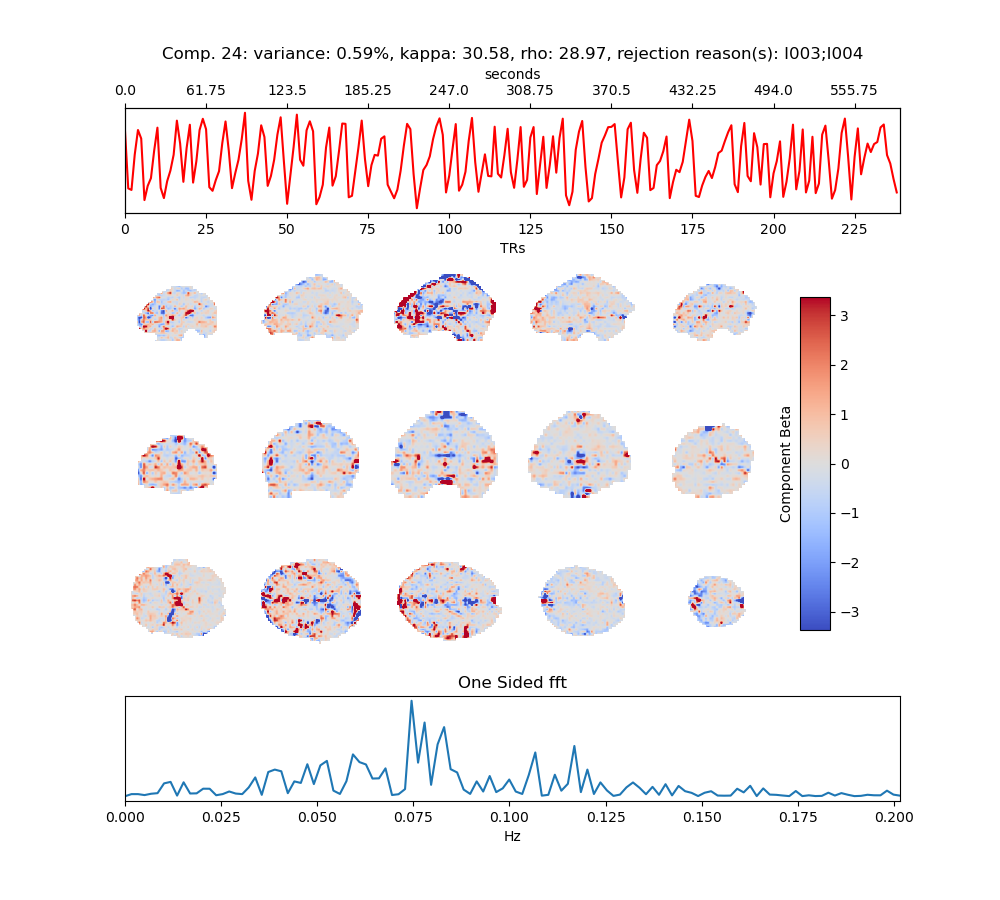 Comp. 24: variance: 0.59%, kappa: 30.58, rho: 28.97, rejection reason(s): I003;I004
seconds
0.0 61.75 123.5 185.25 247.0 308.75 370.5 432.25 494.0 555.75
0 25 50 75 100 125 150 175 200 225
TRs
3
2
1
0
−1
−2
−3
Component Beta
One Sided fft
0.000 0.025 0.050 0.075 0.100 0.125 0.150 0.175 0.200
Hz